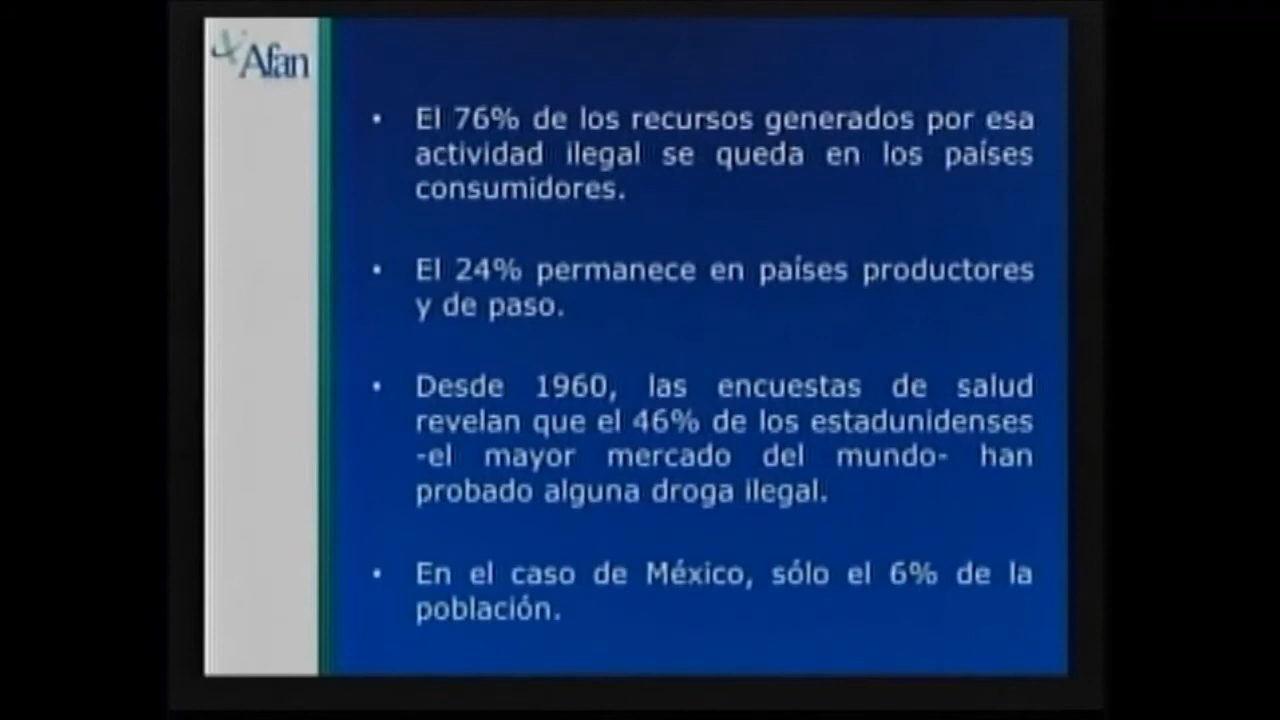 Afan
• El 76% de los recursos generados por esa
actividad ilegal se queda en los países
consumidores.
• El 24% permanece en países productores
y de paso.
• Desde 1960, las encuestas de salud
revelan que el 46% de los estadunidenses
-el mayor mercado del mundo- han
probado alguna droga ilegal.
• En el caso de México, sólo el 6% de la
población.